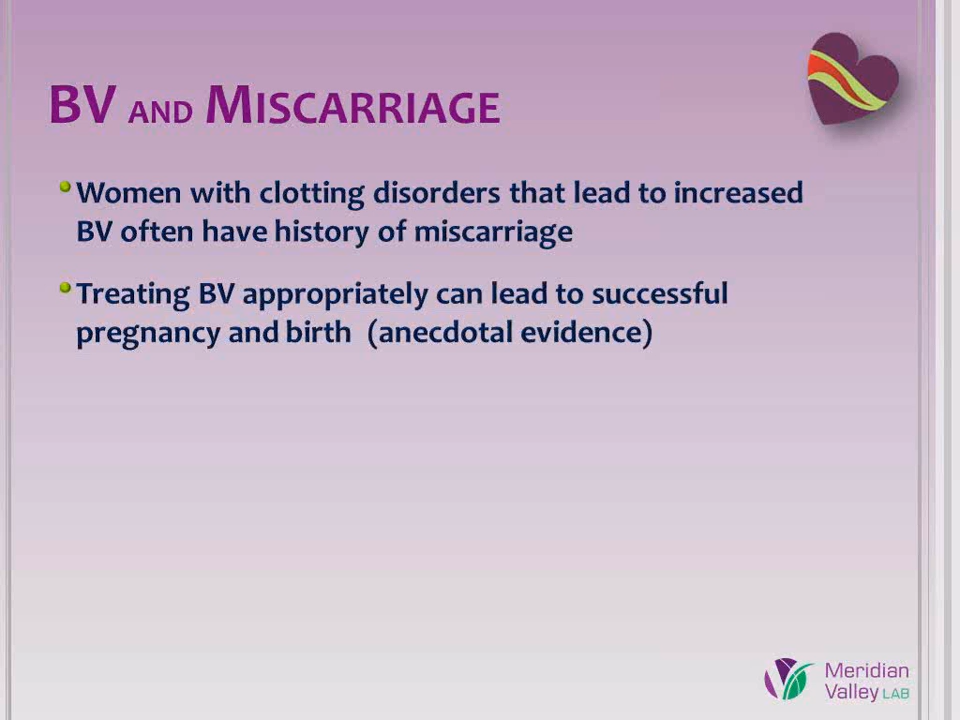 BV AND MISCARRIAGE
Women with clotting disorders that lead to increased
BV often have history of miscarriage
Treating BV appropriately can lead to successful
pregnancy and birth (anecdotal evidence)
Meridian
Valley LAB